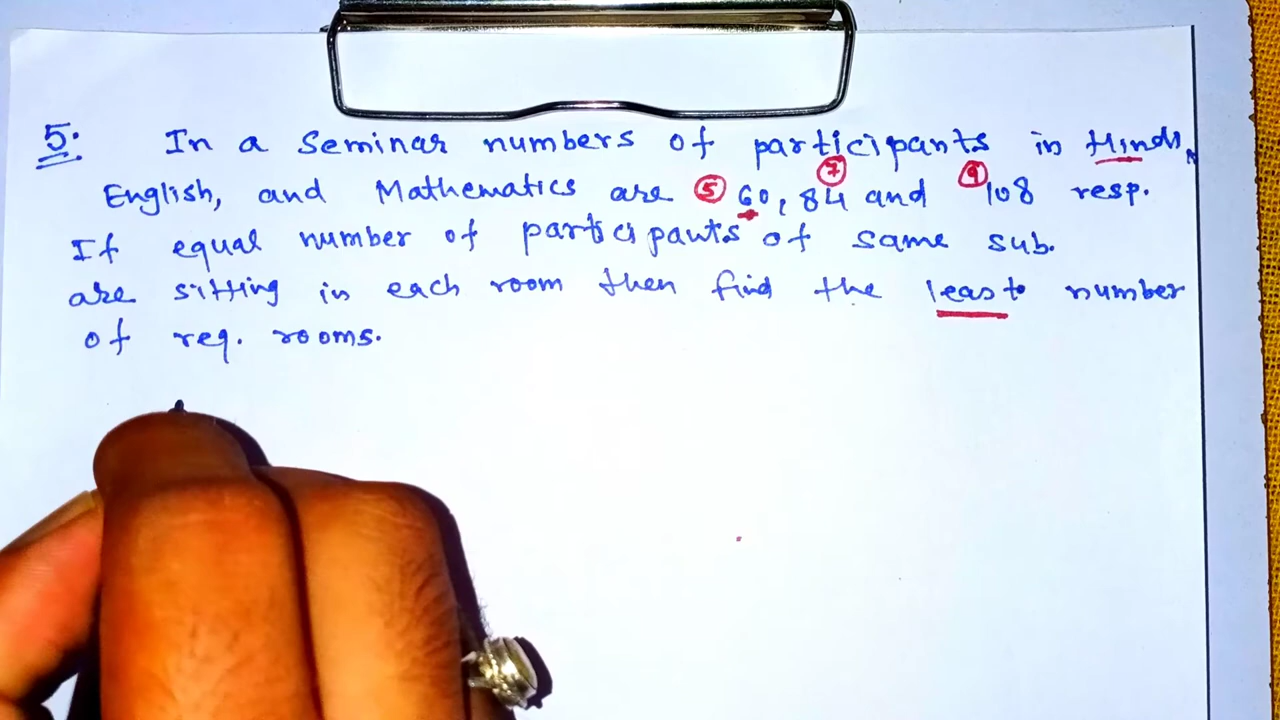 5. In a Seminar numbers of participants in Hindi,
English, and Mathematics are ⑤ 60, ⑦ 84 and ⑨ 108 resp.
If equal number of participants of same sub.
are sitting in each room then find the least number
of req. rooms.